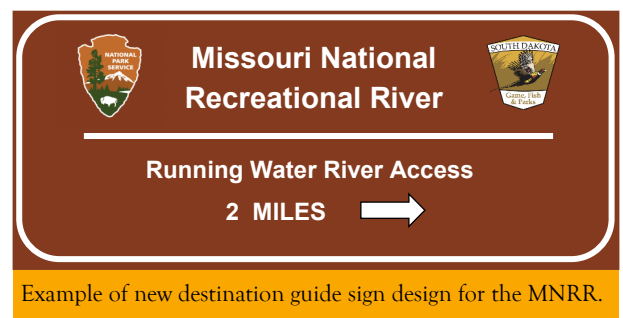 NATIONAL
PARK
SERVICE
Missouri National
Recreational River
SOUTH DAKOTA
Game, Fish
& Parks
Running Water River Access
2 MILES
Example of new destination guide sign design for the MNRR.